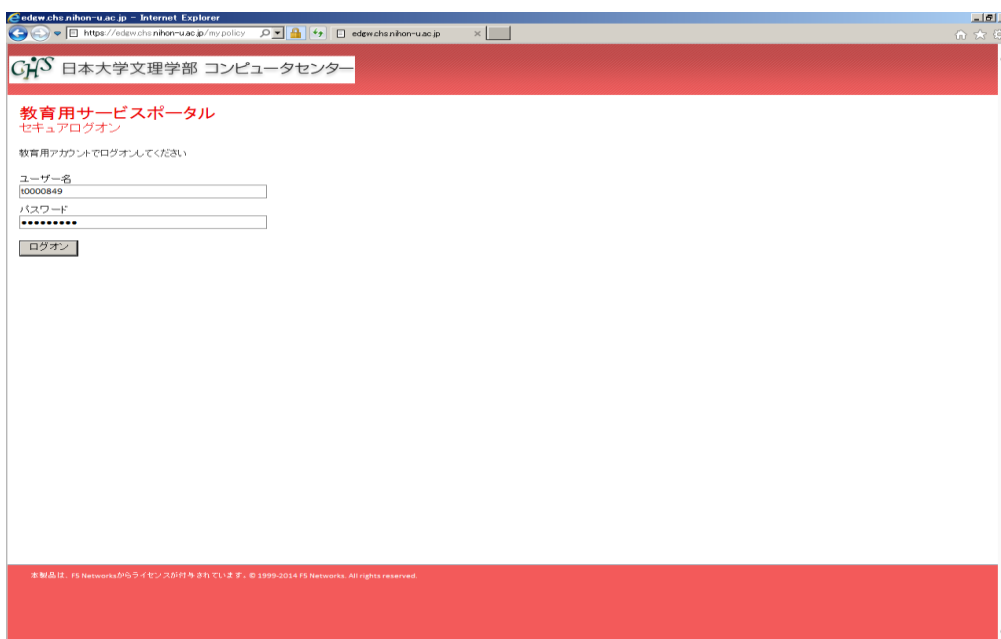 edgw.chs.nihon-u.ac.jp - Internet Explorer
https://edgw.chs.nihon-u.ac.jp/mypolicy
edgw.chs.nihon-u.ac.jp
CHS 日本大学文理学部 コンピュータセンター
教育用サービスポータル
セキュアログオン
教育用アカウントでログオンしてください
ユーザー名
t0000849
パスワード
●●●●●●●●●
ログオン
本製品は、F5 Networksからライセンスが付与されています。© 1999-2014 F5 Networks. All rights reserved.